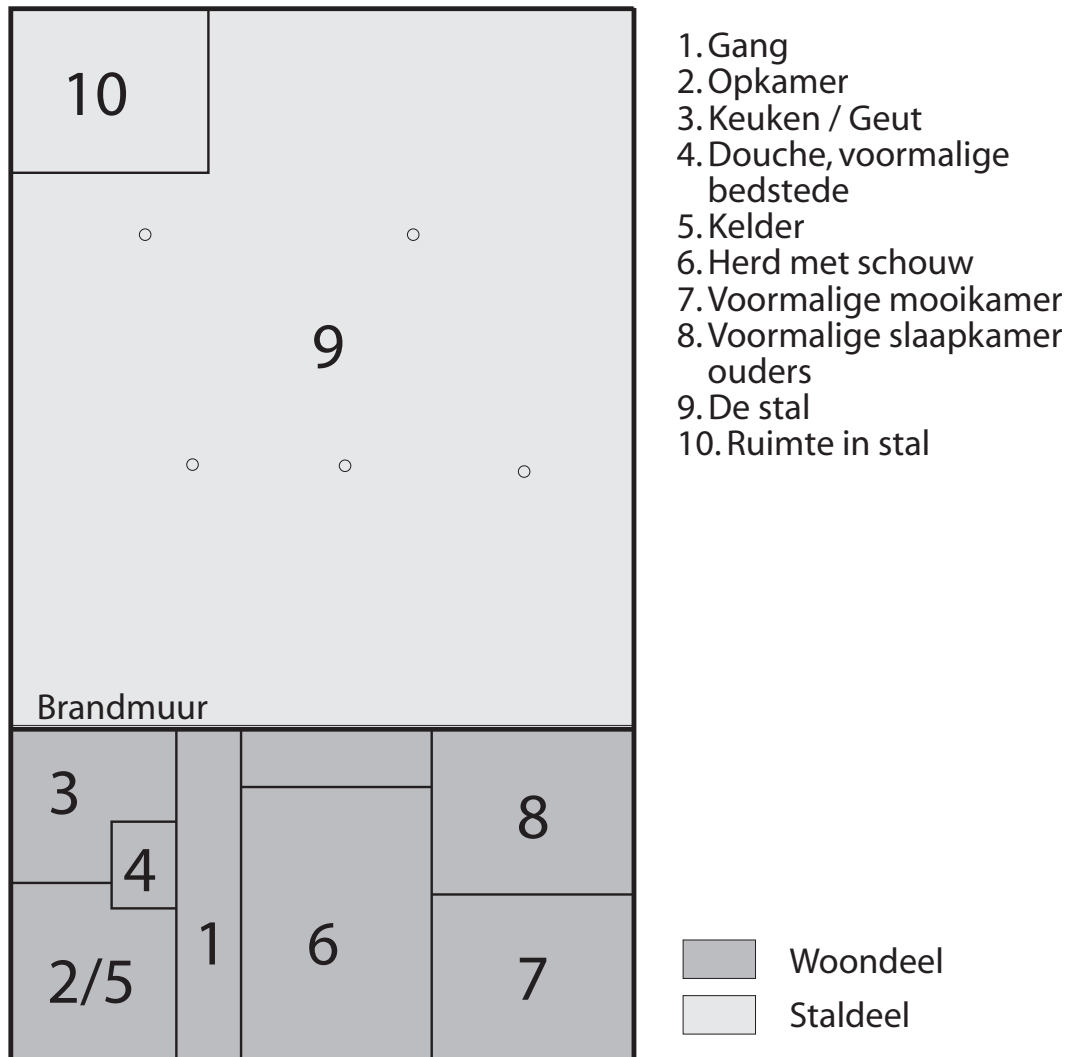 10
9
Brandmuur
3
4
8
1
6
2/5
7
1. Gang
2. Opkamer
3. Keuken / Geut
4. Douche, voormalige
bedstede
5. Kelder
6. Herd met schouw
7. Voormalige mooikamer
8. Voormalige slaapkamer
ouders
9. De stal
10. Ruimte in stal
Woondeel
Staldeel